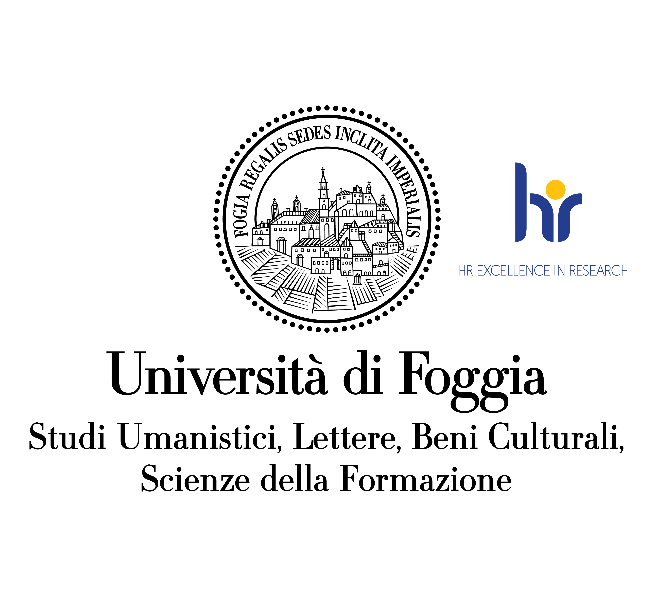 FOGIA REGALIS SEDES INCLITA IMPERIALIS
hr
HR EXCELLENCE IN RESEARCH
Università di Foggia
Studi Umanistici, Lettere, Beni Culturali,
Scienze della Formazione